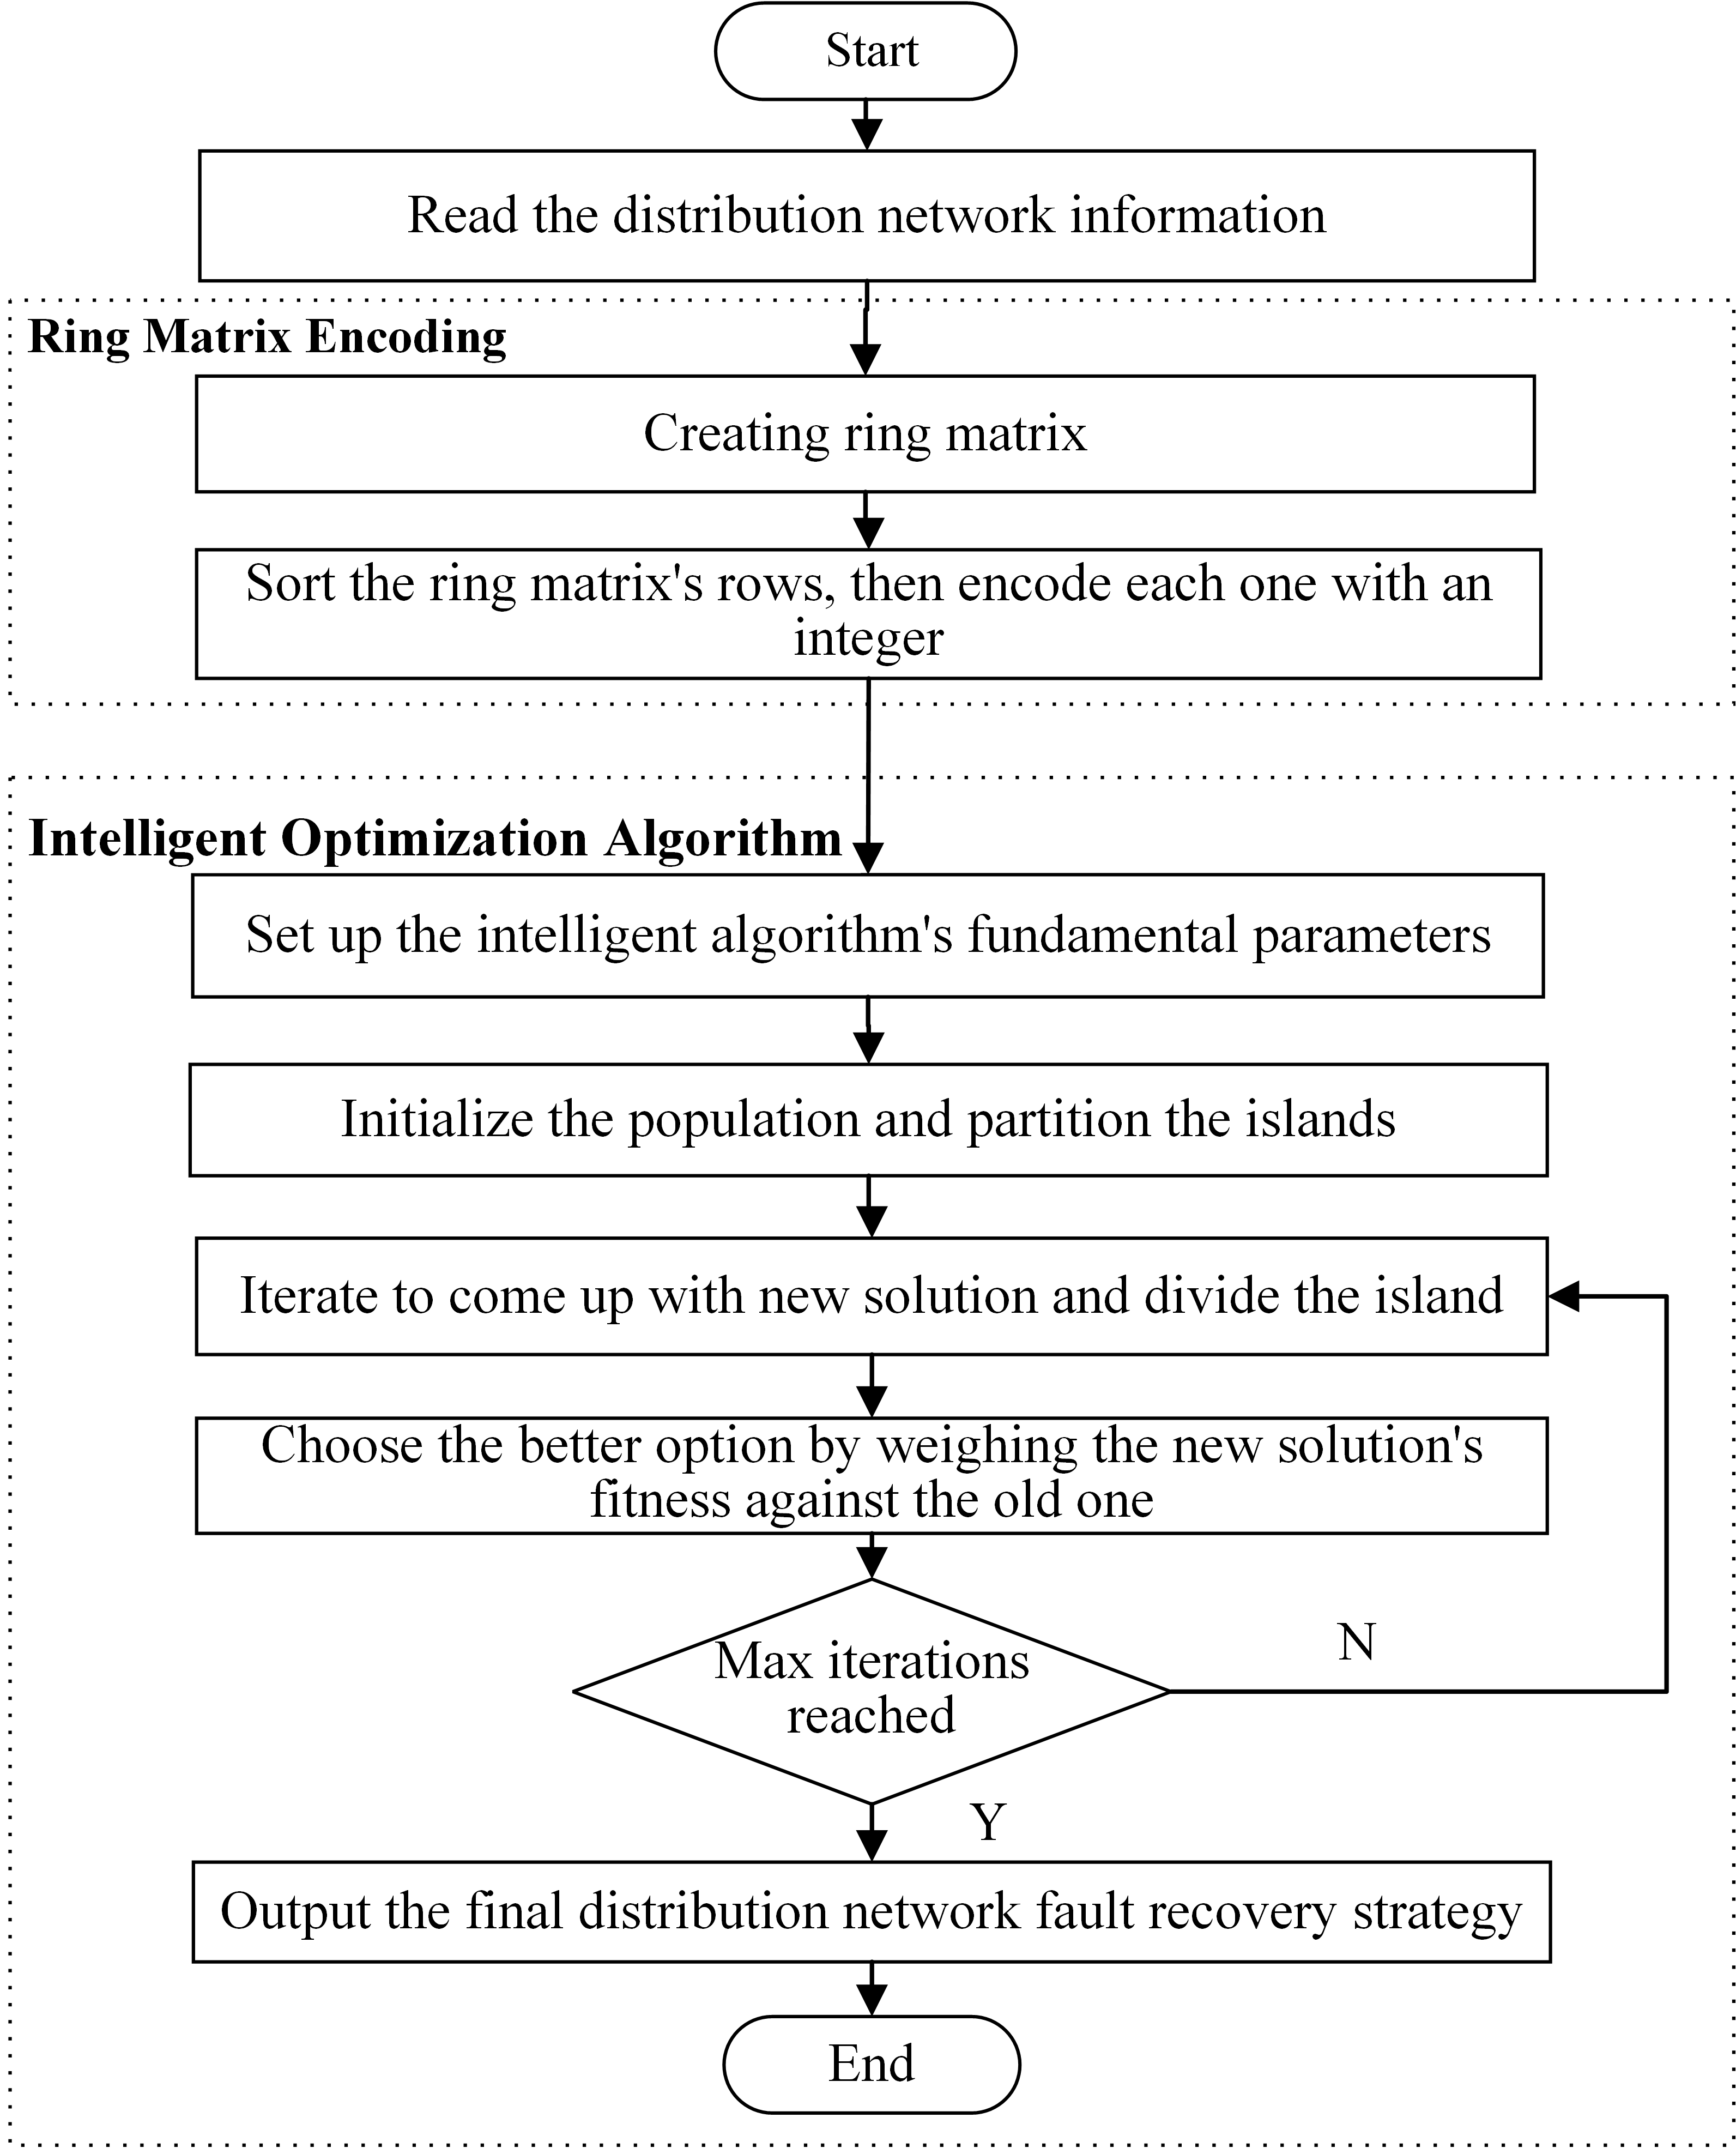 Start
Read the distribution network information
Ring Matrix Encoding
Creating ring matrix
Sort the ring matrix's rows, then encode each one with an
integer
Intelligent Optimization Algorithm
Set up the intelligent algorithm's fundamental parameters
Initialize the population and partition the islands
Iterate to come up with new solution and divide the island
Choose the better option by weighing the new solution's
fitness against the old one
Max iterations
reached
N
Y
Output the final distribution network fault recovery strategy
End